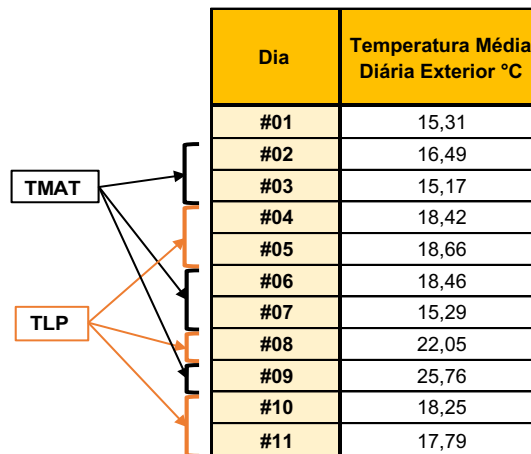 Dia
Temperatura Média
Diária Exterior °C
#01 15,31
#02 16,49
#03 15,17
TMAT
#04 18,42
#05 18,66
#06 18,46
#07 15,29
TLP
#08 22,05
#09 25,76
#10 18,25
#11 17,79